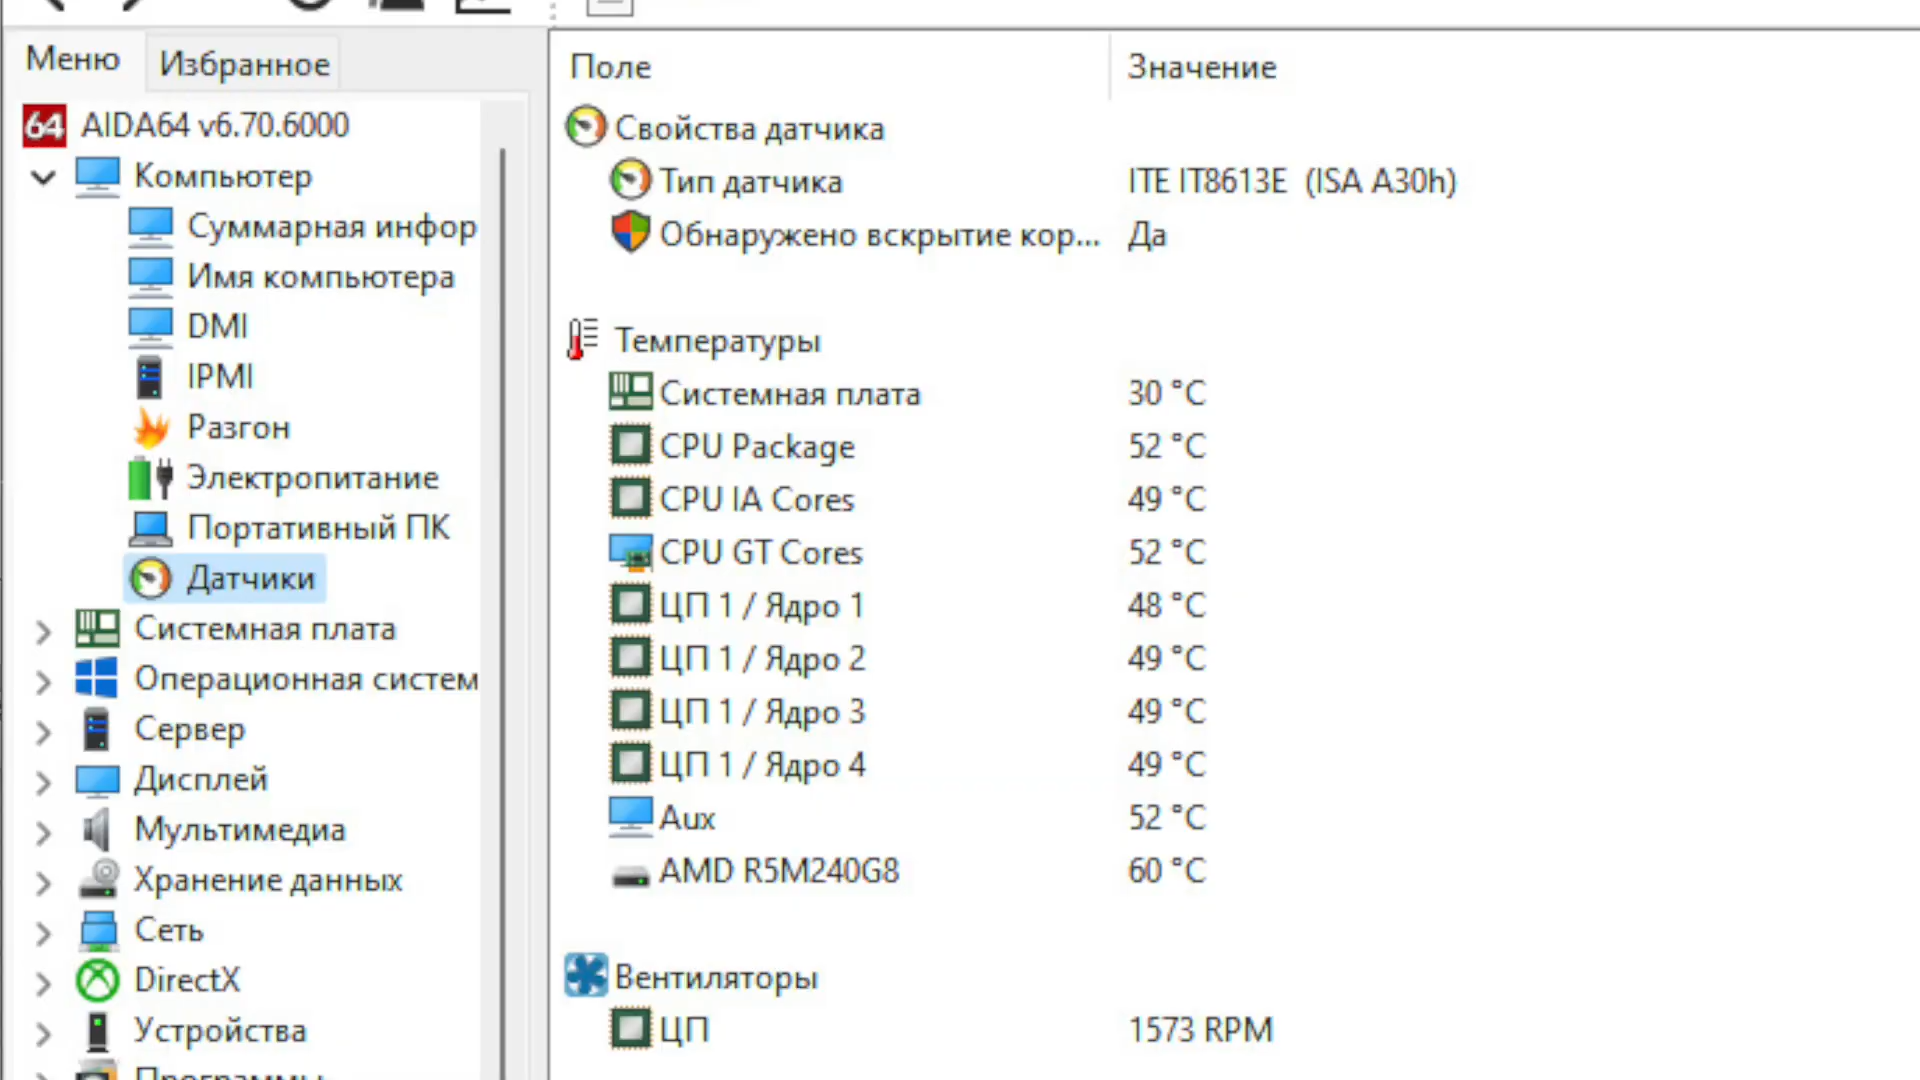 Меню
Избранное
64 AIDA64 v6.70.6000
Компьютер
Суммарная инфор
Имя компьютера
DMI
IPMI
Разгон
Электропитание
Портативный ПК
Датчики
Системная плата
Операционная систем
Сервер
Дисплей
Мультимедиа
Хранение данных
Сеть
DirectX
Устройства
Программы
Поле Значение
Свойства датчика
Тип датчика ITE IT8613E (ISA A30h)
Обнаружено вскрытие кор... Да
Температуры
Системная плата 30 °C
CPU Package 52 °C
CPU IA Cores 49 °C
CPU GT Cores 52 °C
ЦП 1 / Ядро 1 48 °C
ЦП 1 / Ядро 2 49 °C
ЦП 1 / Ядро 3 49 °C
ЦП 1 / Ядро 4 49 °C
Aux 52 °C
AMD R5M240G8 60 °C
Вентиляторы
ЦП 1573 RPM